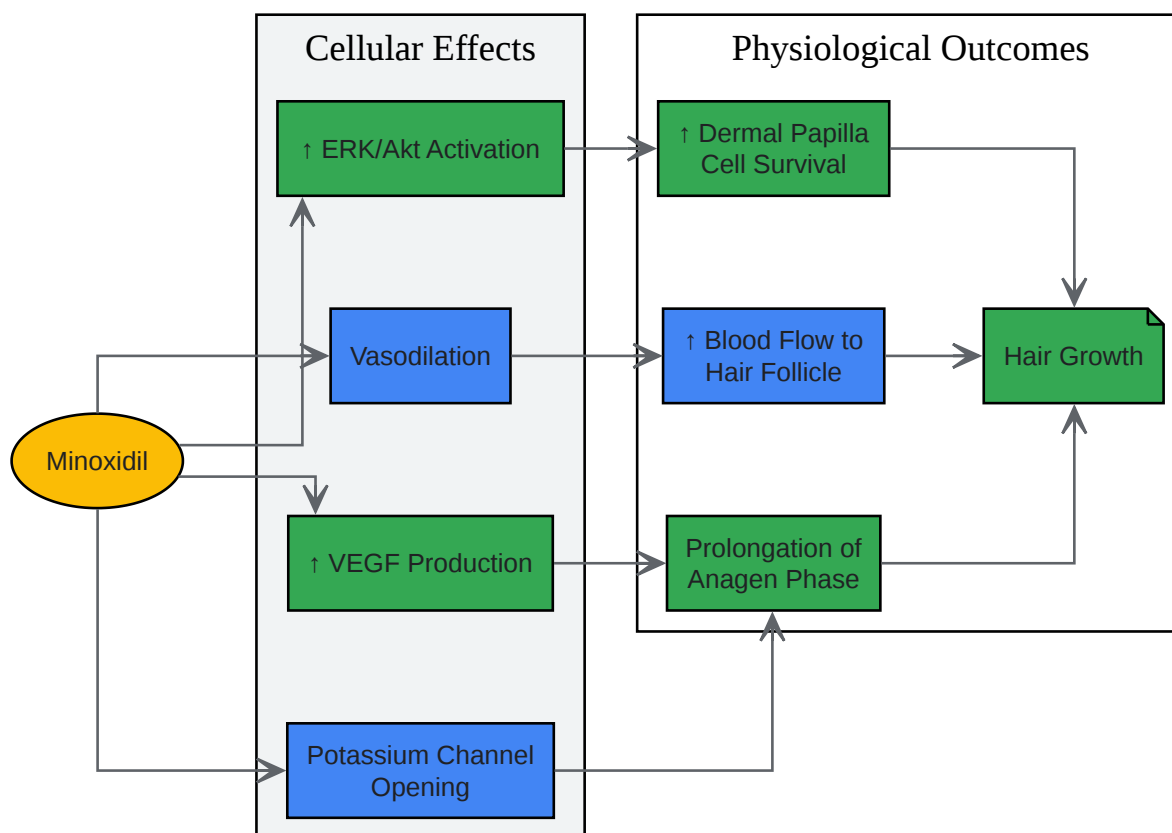 Cellular Effects
Physiological Outcomes
↑ ERK/Akt Activation
↑ Dermal Papilla
Cell Survival
Vasodilation
↑ Blood Flow to
Hair Follicle
Hair Growth
Minoxidil
↑ VEGF Production
Prolongation of
Anagen Phase
Potassium Channel
Opening